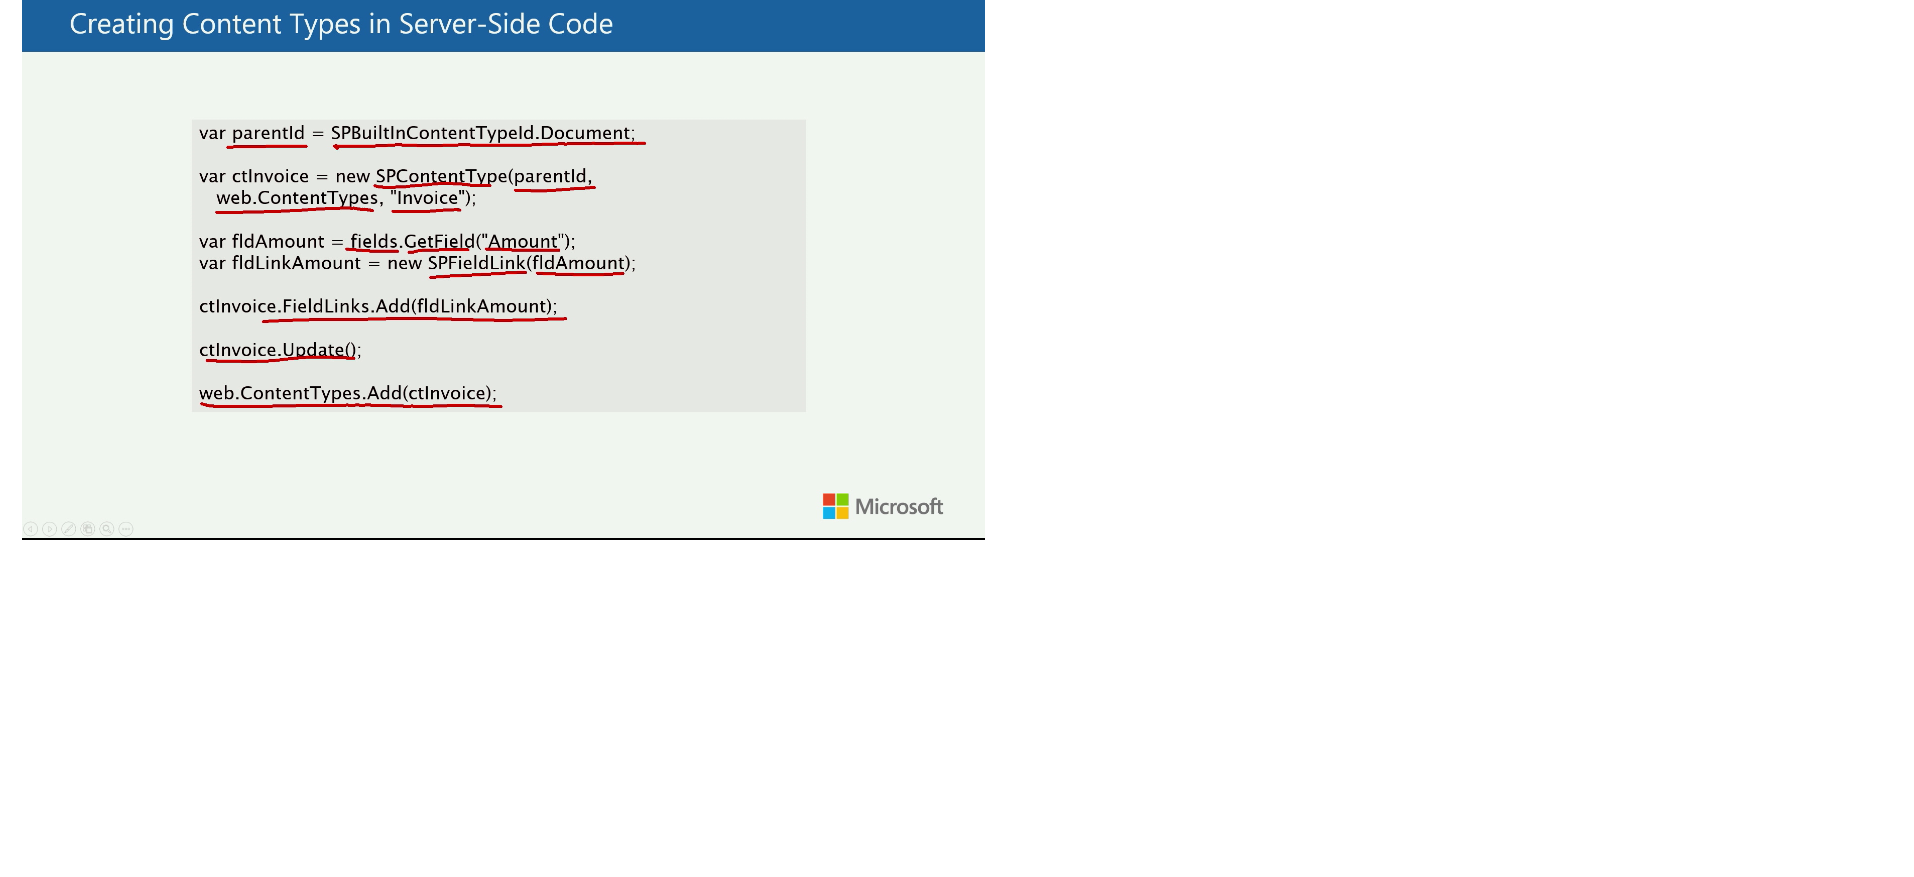 Creating Content Types in Server-Side Code
var parentId = SPBuiltInContentTypeId.Document;
var ctInvoice = new SPContentType(parentId,
web.ContentTypes, "Invoice");
var fldAmount = fields.GetField("Amount");
var fldLinkAmount = new SPFieldLink(fldAmount);
ctInvoice.FieldLinks.Add(fldLinkAmount);
ctInvoice.Update();
web.ContentTypes.Add(ctInvoice);
Microsoft